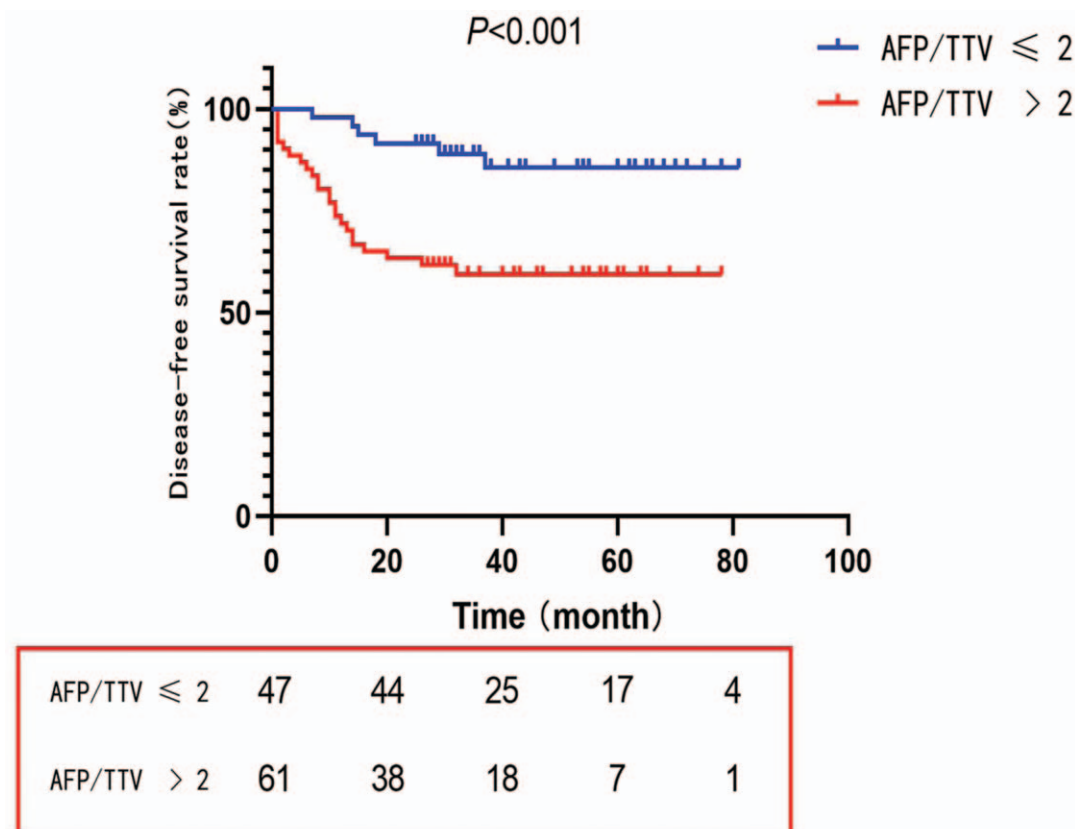 P<0.001
AFP/TTV ≤ 2
AFP/TTV > 2
Disease-free survival rate(%)
100
50
0
0 20 40 60 80 100
Time (month)
AFP/TTV ≤ 2 47 44 25 17 4
AFP/TTV > 2 61 38 18 7 1